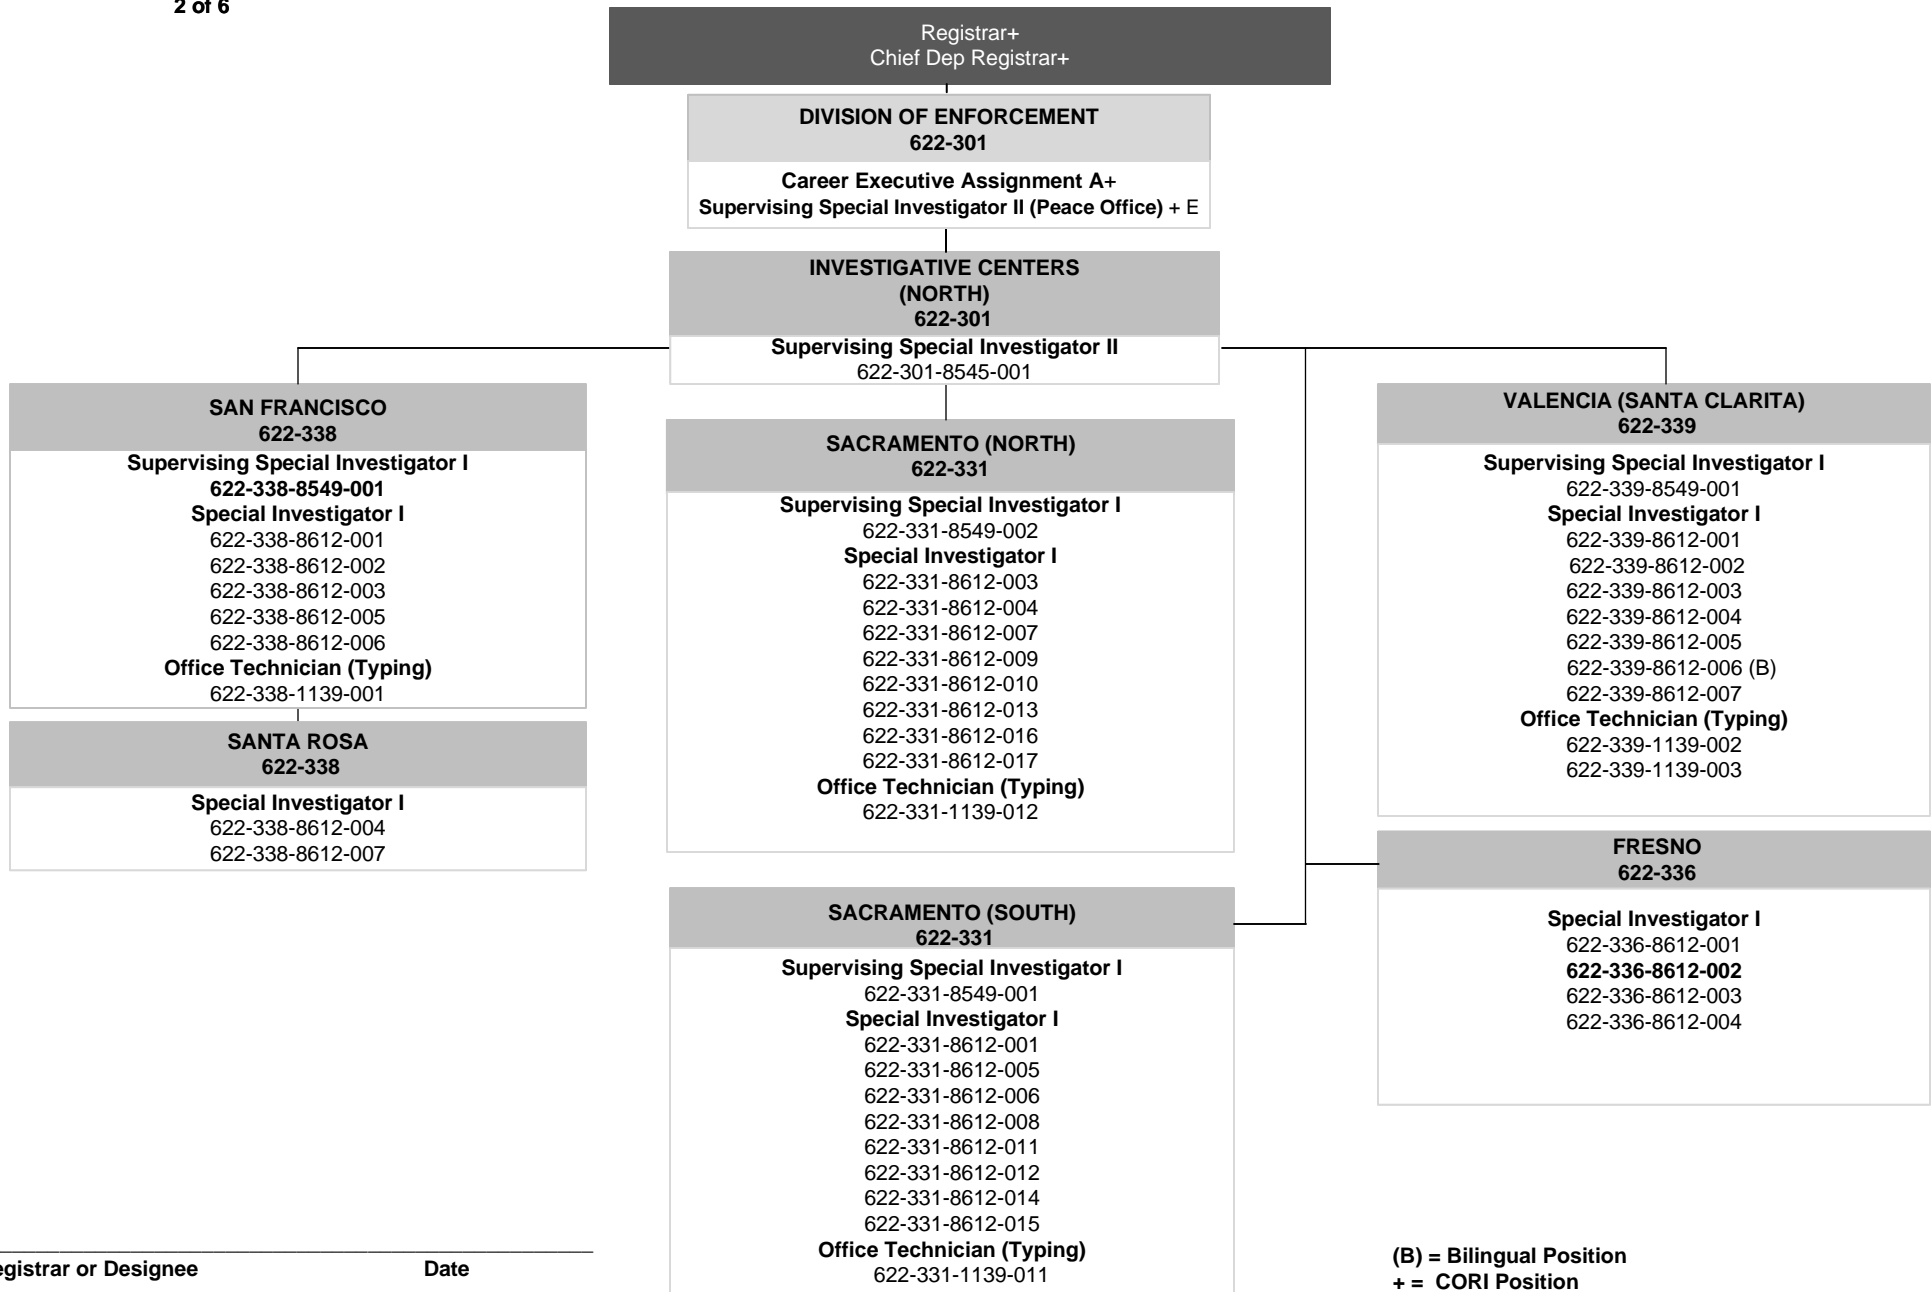 2 of 6
Registrar+
Chief Dep Registrar+
DIVISION OF ENFORCEMENT
622-301
Career Executive Assignment A+
Supervising Special Investigator II (Peace Office) + E
INVESTIGATIVE CENTERS
(NORTH)
622-301
Supervising Special Investigator II
622-301-8545-001
SAN FRANCISCO
622-338
Supervising Special Investigator I
622-338-8549-001
Special Investigator I
622-338-8612-001
622-338-8612-002
622-338-8612-003
622-338-8612-005
622-338-8612-006
Office Technician (Typing)
622-338-1139-001
SANTA ROSA
622-338
Special Investigator I
622-338-8612-004
622-338-8612-007
SACRAMENTO (NORTH)
622-331
Supervising Special Investigator I
622-331-8549-002
Special Investigator I
622-331-8612-003
622-331-8612-004
622-331-8612-007
622-331-8612-009
622-331-8612-010
622-331-8612-013
622-331-8612-016
622-331-8612-017
Office Technician (Typing)
622-331-1139-012
SACRAMENTO (SOUTH)
622-331
Supervising Special Investigator I
622-331-8549-001
Special Investigator I
622-331-8612-001
622-331-8612-005
622-331-8612-006
622-331-8612-008
622-331-8612-011
622-331-8612-012
622-331-8612-014
622-331-8612-015
Office Technician (Typing)
622-331-1139-011
VALENCIA (SANTA CLARITA)
622-339
Supervising Special Investigator I
622-339-8549-001
Special Investigator I
622-339-8612-001
622-339-8612-002
622-339-8612-003
622-339-8612-004
622-339-8612-005
622-339-8612-006 (B)
622-339-8612-007
Office Technician (Typing)
622-339-1139-002
622-339-1139-003
FRESNO
622-336
Special Investigator I
622-336-8612-001
622-336-8612-002
622-336-8612-003
622-336-8612-004
egistrar or Designee Date
(B) = Bilingual Position
+ = CORI Position